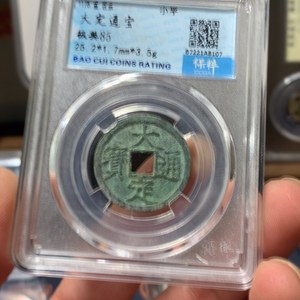 小平
大定通宝
极美85
25.2*1.7mm*3.5g
BAO CUI COINS RATING
保粹
大定通寳